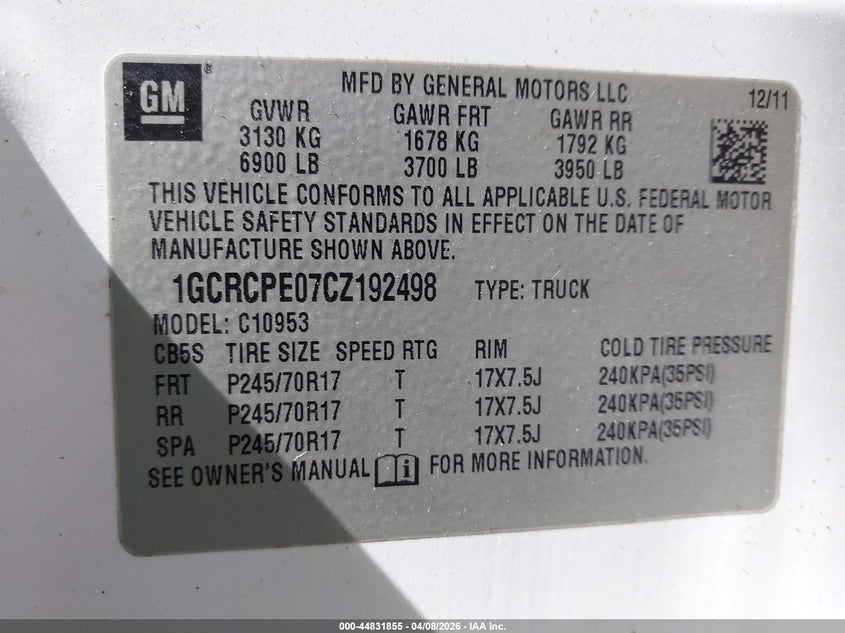 GM ®
MFD BY GENERAL MOTORS LLC
12/11
GVWR GAWR FRT GAWR RR
3130 KG 1678 KG 1792 KG
6900 LB 3700 LB 3950 LB
THIS VEHICLE CONFORMS TO ALL APPLICABLE U.S. FEDERAL MOTOR
VEHICLE SAFETY STANDARDS IN EFFECT ON THE DATE OF
MANUFACTURE SHOWN ABOVE.
1GCRCPE07CZ192498 TYPE: TRUCK
MODEL: C10953
CB5S TIRE SIZE SPEED RTG RIM COLD TIRE PRESSURE
FRT P245/70R17 T 17X7.5J 240KPA(35PSI)
RR P245/70R17 T 17X7.5J 240KPA(35PSI)
SPA P245/70R17 T 17X7.5J 240KPA(35PSI)
SEE OWNER'S MANUAL i FOR MORE INFORMATION.
000-44831855 - 04/08/2026 - IAA Inc.